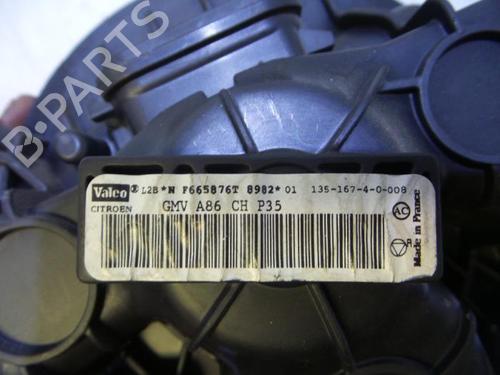 B-PARTS
Valeo L2B *N F665876T 8982* 01 135-167-4-0-008
CITROEN GMV A86 CH P35
AC
Made in France